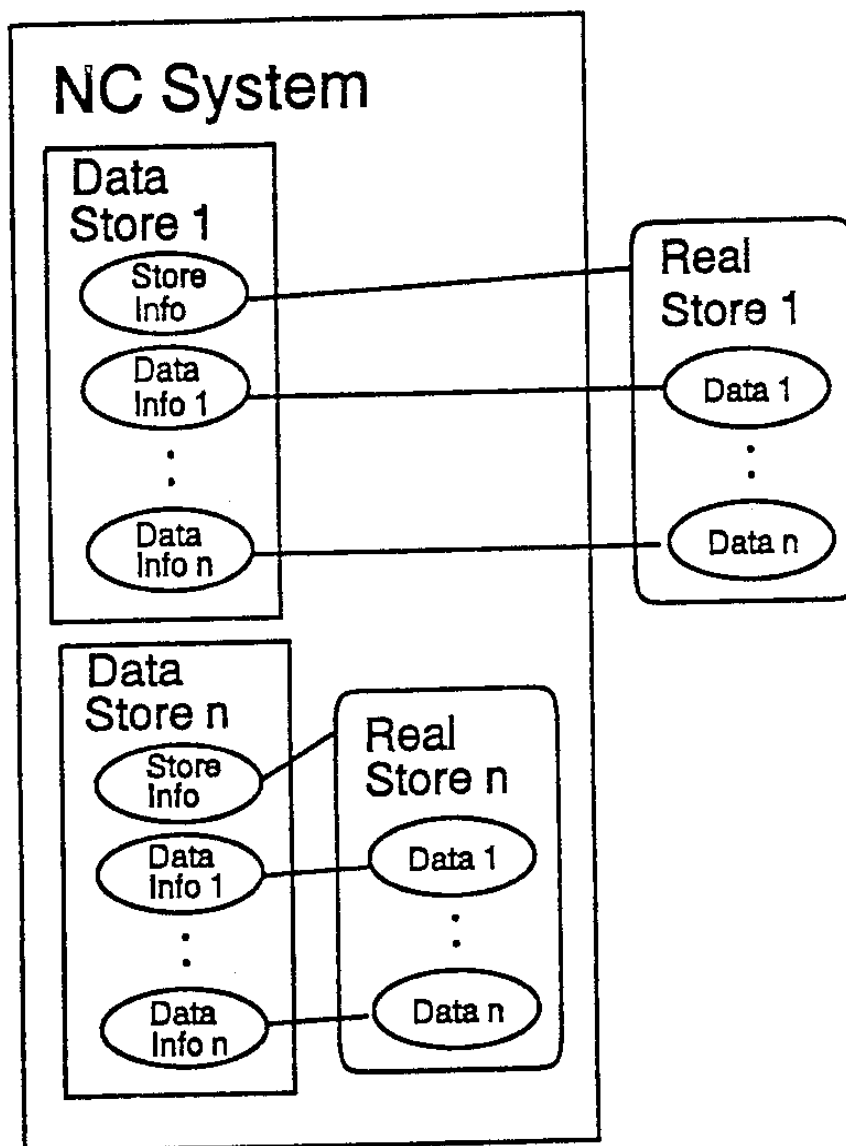 NC System
Data
Store 1
Store
Info
Data
Info 1
Data
Info n
Real
Store 1
Data 1
Data n
Data
Store n
Store
Info
Data
Info 1
Data
Info n
Real
Store n
Data 1
Data n